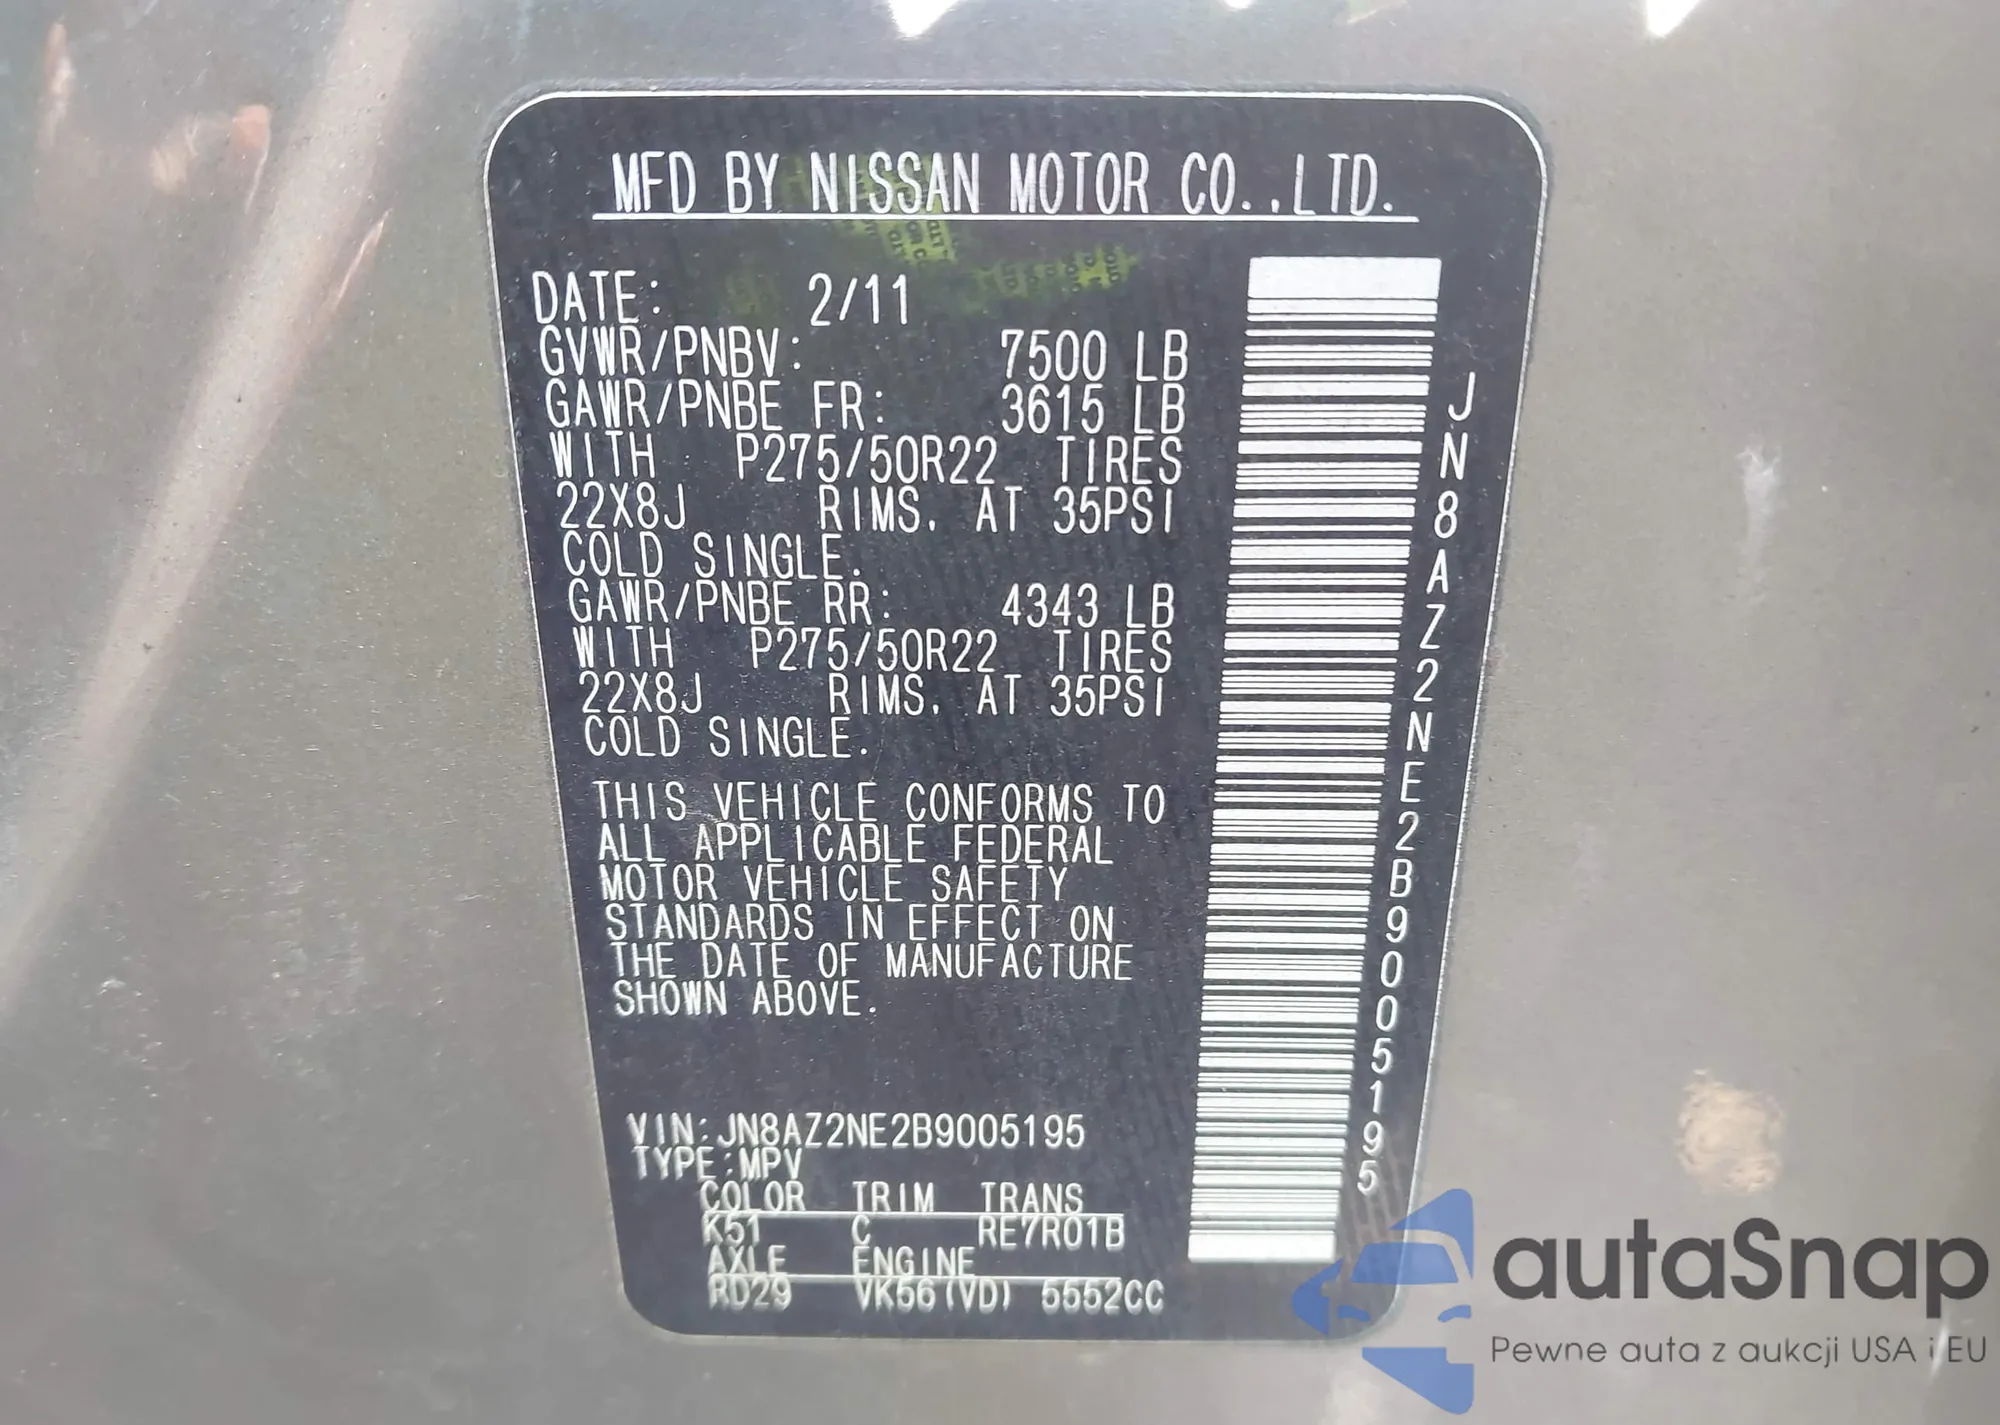 MFD BY NISSAN MOTOR CO.,LTD.
DATE: 2/11
GVWR/PNBV: 7500 LB
GAWR/PNBE FR: 3615 LB
WITH P275/50R22 TIRES
22X8J RIMS. AT 35PSI
COLD SINGLE.
GAWR/PNBE RR: 4343 LB
WITH P275/50R22 TIRES
22X8J RIMS. AT 35PSI
COLD SINGLE.
THIS VEHICLE CONFORMS TO
ALL APPLICABLE FEDERAL
MOTOR VEHICLE SAFETY
STANDARDS IN EFFECT ON
THE DATE OF MANUFACTURE
SHOWN ABOVE.
VIN:JN8AZ2NE2B9005195
TYPE:MPV
COLOR TRIM TRANS
K51 C RE7R01B
AXLE ENGINE
RD29 VK56(VD) 5552CC
JN8AZ2NE2B9005195
autoSnap
Pewne auta z aukcji USA i EU